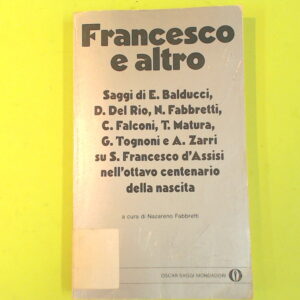 Francesco
e altro
Saggi di E. Balducci,
D. Del Rio, N. Fabbretti,
C. Falconi, T. Matura,
G. Tognoni e A. Zarri
su S. Francesco d'Assisi
nell'ottavo centenario
della nascita
a cura di Nazareno Fabbretti
OSCAR SAGGI MONDADORI